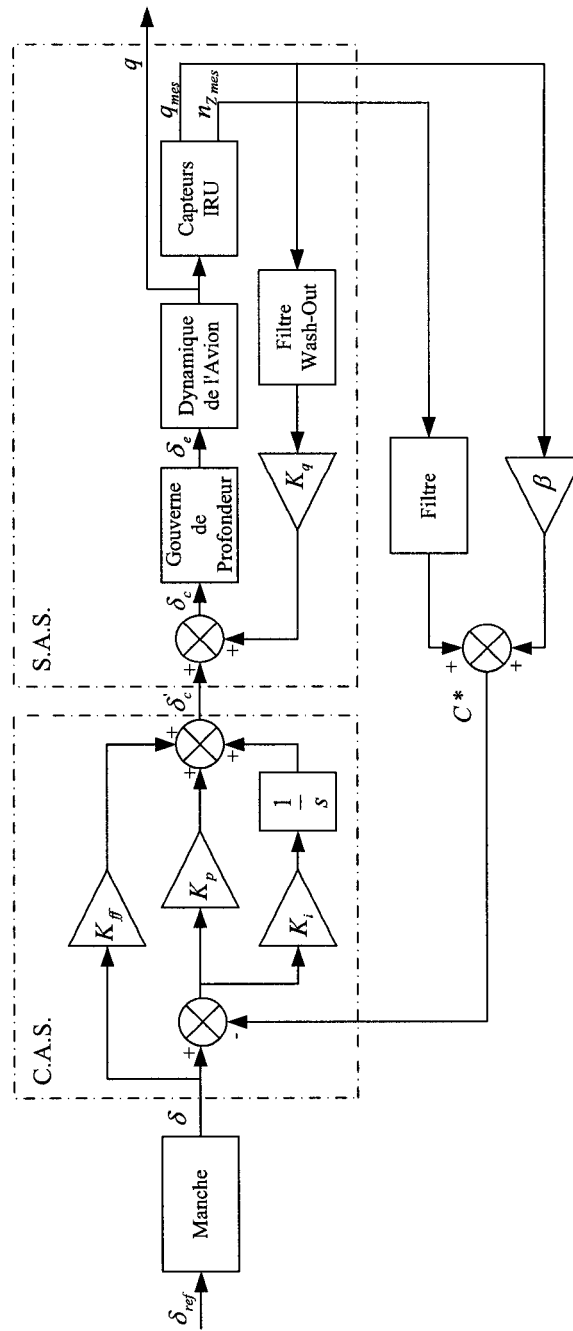 δ_ref
Manche
δ
C.A.S.
K_ff
K_p
K_i
1
s
+
-
+
+
+
δ'_c
S.A.S.
+
+
δ_c
Gouverne
de
Profondeur
δ_e
Dynamique
de l'Avion
q
Capteurs
IRU
q_mes
n_Z mes
Filtre
Wash-Out
K_q
Filtre
β
+
+
C*